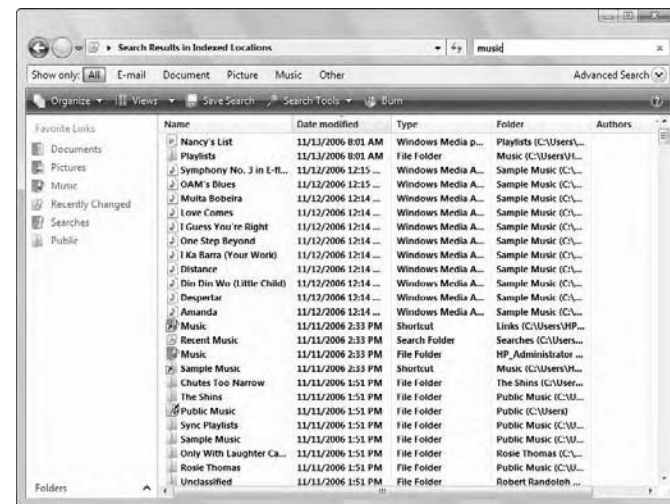 Search Results in Indexed Locations
music
Show only: All E-mail Document Picture Music Other Advanced Search
Organize Views Save Search Search Tools Burn
Favorite Links
Documents
Pictures
Music
Recently Changed
Searches
Public
Folders
Name Date modified Type Folder Authors
Nancy's List 11/13/2006 8:01 AM Windows Media p... Playlists (C:\Users\...
Playlists 11/13/2006 8:01 AM File Folder Music (C:\Users\H...
Symphony No. 3 in E-fl... 11/12/2006 12:15 ... Windows Media A... Sample Music (C:\...
OAM's Blues 11/12/2006 12:15 ... Windows Media A... Sample Music (C:\...
Muita Bobeira 11/12/2006 12:14 ... Windows Media A... Sample Music (C:\...
Love Comes 11/12/2006 12:14 ... Windows Media A... Sample Music (C:\...
I Guess You're Right 11/12/2006 12:14 ... Windows Media A... Sample Music (C:\...
One Step Beyond 11/12/2006 12:14 ... Windows Media A... Sample Music (C:\...
I Ka Barra (Your Work) 11/12/2006 12:14 ... Windows Media A... Sample Music (C:\...
Distance 11/12/2006 12:14 ... Windows Media A... Sample Music (C:\...
Din Din Wo (Little Child) 11/12/2006 12:14 ... Windows Media A... Sample Music (C:\...
Despertar 11/12/2006 12:14 ... Windows Media A... Sample Music (C:\...
Amanda 11/12/2006 12:14 ... Windows Media A... Sample Music (C:\...
Music 11/11/2006 2:33 PM Shortcut Links (C:\Users\HP...
Recent Music 11/11/2006 2:33 PM Search Folder Searches (C:\Users...
Music 11/11/2006 2:33 PM File Folder HP_Administrator ...
Sample Music 11/11/2006 2:33 PM Shortcut Music (C:\Users\H...
Chutes Too Narrow 11/11/2006 1:51 PM File Folder The Shins (C:\User...
The Shins 11/11/2006 1:51 PM File Folder Public Music (C:\U...
Public Music 11/11/2006 1:51 PM File Folder Public (C:\Users)
Sync Playlists 11/11/2006 1:51 PM File Folder Public Music (C:\U...
Sample Music 11/11/2006 1:51 PM File Folder Public Music (C:\U...
Only With Laughter Ca... 11/11/2006 1:51 PM File Folder Rosie Thomas (C:\...
Rosie Thomas 11/11/2006 1:51 PM File Folder Public Music (C:\U...
Unclassified 11/11/2006 1:51 PM File Folder Robert Randolph ...